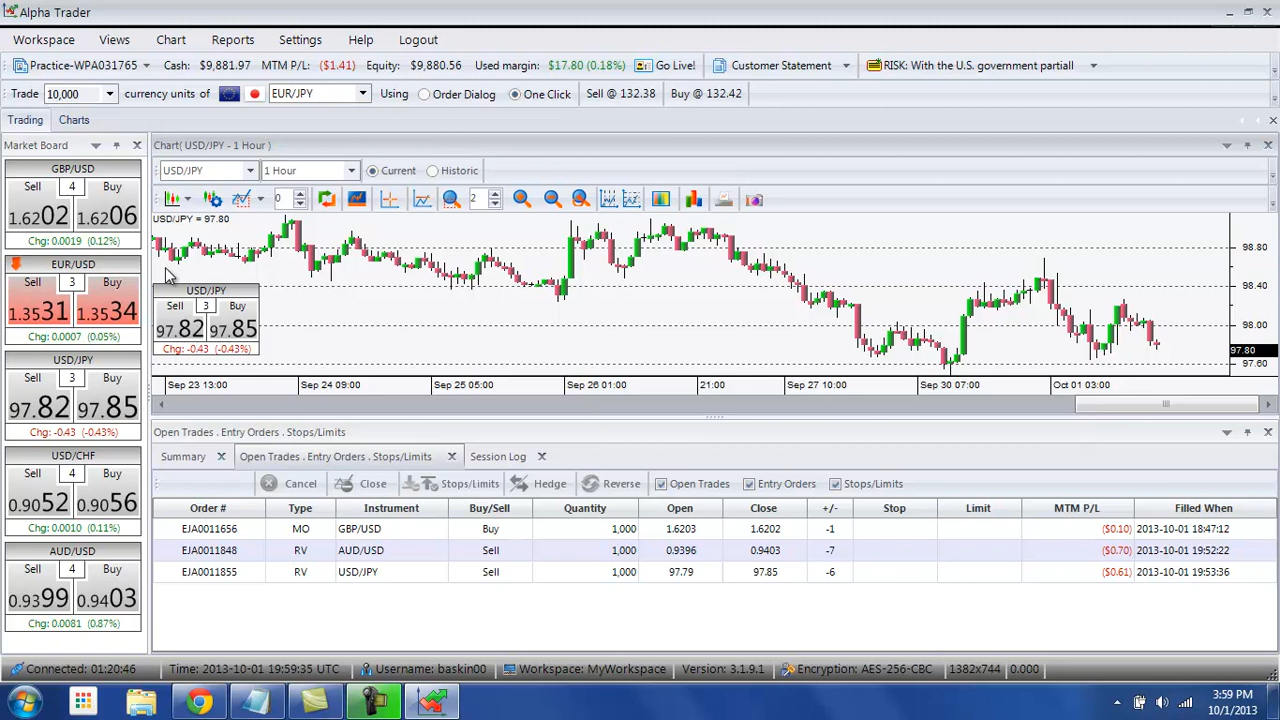 Alpha Trader
Workspace Views Chart Reports Settings Help Logout
Practice-WPA031765 Cash: $9,881.97 MTM P/L: ($1.41) Equity: $9,880.56 Used margin: $17.80 (0.18%) Go Live! Customer Statement RISK: With the U.S. government partiall
Trade 10,000 currency units of EUR/JPY Using Order Dialog One Click Sell @ 132.38 Buy @ 132.42
Trading Charts
Market Board
GBP/USD
Sell 4 Buy
1.6202 1.6206
Chg: 0.0019 (0.12%)
EUR/USD
Sell 3 Buy
1.3531 1.3534
Chg: 0.0007 (0.05%)
USD/JPY
Sell 3 Buy
97.82 97.85
Chg: -0.43 (-0.43%)
USD/CHF
Sell 4 Buy
0.9052 0.9056
Chg: 0.0010 (0.11%)
AUD/USD
Sell 4 Buy
0.9399 0.9403
Chg: 0.0081 (0.87%)
Chart( USD/JPY - 1 Hour )
USD/JPY 1 Hour Current Historic
0 2
USD/JPY = 97.80
USD/JPY
Sell 3 Buy
97.82 97.85
Chg: -0.43 (-0.43%)
98.80
98.40
98.00
97.80
97.60
Sep 23 13:00 Sep 24 09:00 Sep 25 05:00 Sep 26 01:00 21:00 Sep 27 10:00 Sep 30 07:00 Oct 01 03:00
Open Trades . Entry Orders . Stops/Limits
Summary Open Trades . Entry Orders . Stops/Limits Session Log
Cancel Close Stops/Limits Hedge Reverse Open Trades Entry Orders Stops/Limits
Order # Type Instrument Buy/Sell Quantity Open Close +/- Stop Limit MTM P/L Filled When
EJA0011656 MO GBP/USD Buy 1,000 1.6203 1.6202 -1 ($0.10) 2013-10-01 18:47:12
EJA0011848 RV AUD/USD Sell 1,000 0.9396 0.9403 -7 ($0.70) 2013-10-01 19:52:22
EJA0011855 RV USD/JPY Sell 1,000 97.79 97.85 -6 ($0.61) 2013-10-01 19:53:36
Connected: 01:20:46 Time: 2013-10-01 19:59:35 UTC Username: baskin00 Workspace: MyWorkspace Version: 3.1.9.1 Encryption: AES-256-CBC 1382x744 0.000
3:59 PM
10/1/2013